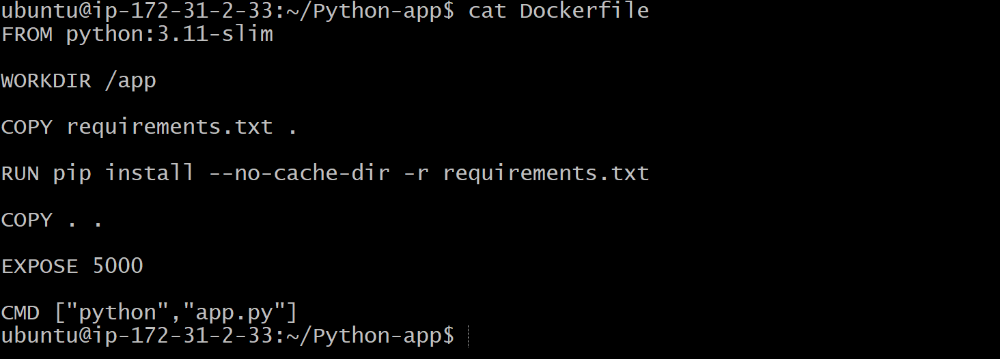 ubuntu@ip-172-31-2-33:~/Python-app$ cat Dockerfile
FROM python:3.11-slim
WORKDIR /app
COPY requirements.txt .
RUN pip install --no-cache-dir -r requirements.txt
COPY . .
EXPOSE 5000
CMD ["python","app.py"]
ubuntu@ip-172-31-2-33:~/Python-app$